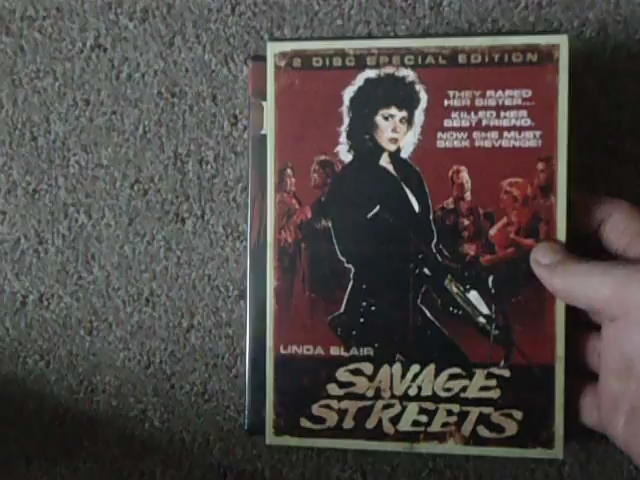 2 DISC SPECIAL EDITION
THEY RAPED
HER SISTER...
KILLED HER
BEST FRIEND.
NOW SHE MUST
SEEK REVENGE!
LINDA BLAIR
SAVAGE
STREETS